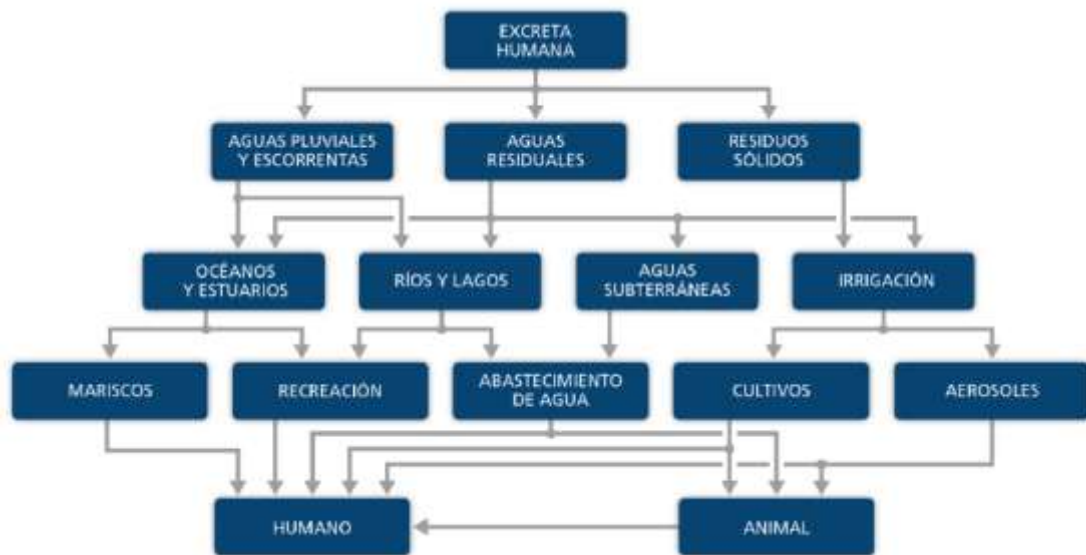 EXCRETA
HUMANA
AGUAS PLUVIALES
Y ESCORRENTAS
AGUAS
RESIDUALES
RESIDUOS
SÓLIDOS
OCÉANOS
Y ESTUARIOS
RÍOS Y LAGOS
AGUAS
SUBTERRÁNEAS
IRRIGACIÓN
MARISCOS
RECREACIÓN
ABASTECIMIENTO
DE AGUA
CULTIVOS
AEROSOLES
HUMANO
ANIMAL